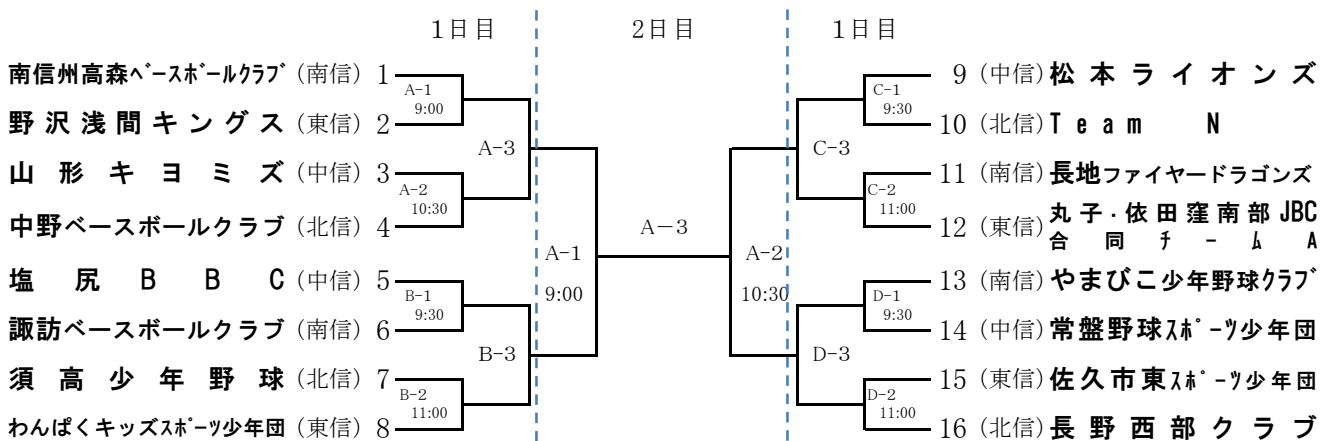 1日目 2日目 1日目
南信州高森ﾍﾞｰｽﾎﾞｰﾙｸﾗﾌﾞ (南信) 1
A-1
9:00
野沢浅間キングス (東信) 2
A-3
山形キヨミズ (中信) 3
A-2
10:30
中野ベースボールクラブ (北信) 4
A-1
9:00
塩尻BBC (中信) 5
B-1
9:30
諏訪ベースボールクラブ (南信) 6
B-3
須高少年野球 (北信) 7
B-2
11:00
わんぱくキッズｽﾎﾟｰﾂ少年団 (東信) 8
A－3
9 (中信) 松本ライオンズ
C-1
9:30
10 (北信) Team N
C-3
11 (南信) 長地ファイヤードラゴンズ
C-2
11:00
12 (東信) 丸子・依田窪南部JBC
合同ﾁｰﾑA
A-2
10:30
13 (南信) やまびこ少年野球ｸﾗﾌﾞ
D-1
9:30
14 (中信) 常盤野球ｽﾎﾟｰﾂ少年団
D-3
15 (東信) 佐久市東ｽﾎﾟｰﾂ少年団
D-2
11:00
16 (北信) 長野西部クラブ